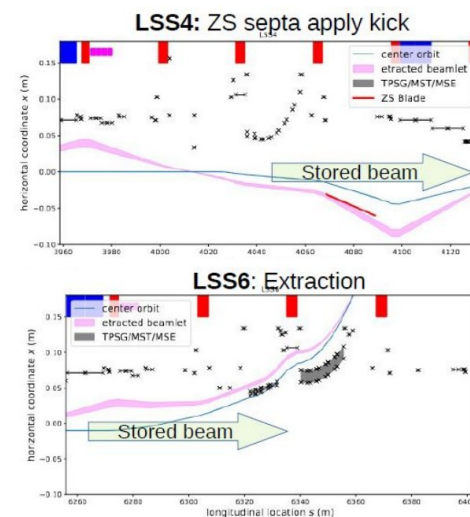 LSS4: ZS septa apply kick
LSS4
center orbit
etracted beamlet
TPSG/MST/MSE
ZS Blade
horizontal coordinate x (m)
0.15
0.10
0.05
0.00
−0.05
−0.10
Stored beam
3960
3980
4000
4020
4040
4060
4080
4100
4120
LSS6: Extraction
center orbit
etracted beamlet
TPSG/MST/MSE
horizontal coordinate x (m)
0.15
0.10
0.05
0.00
−0.05
−0.10
Stored beam
6260
6280
6300
6320
6340
6360
6380
longitudinal location s (m)